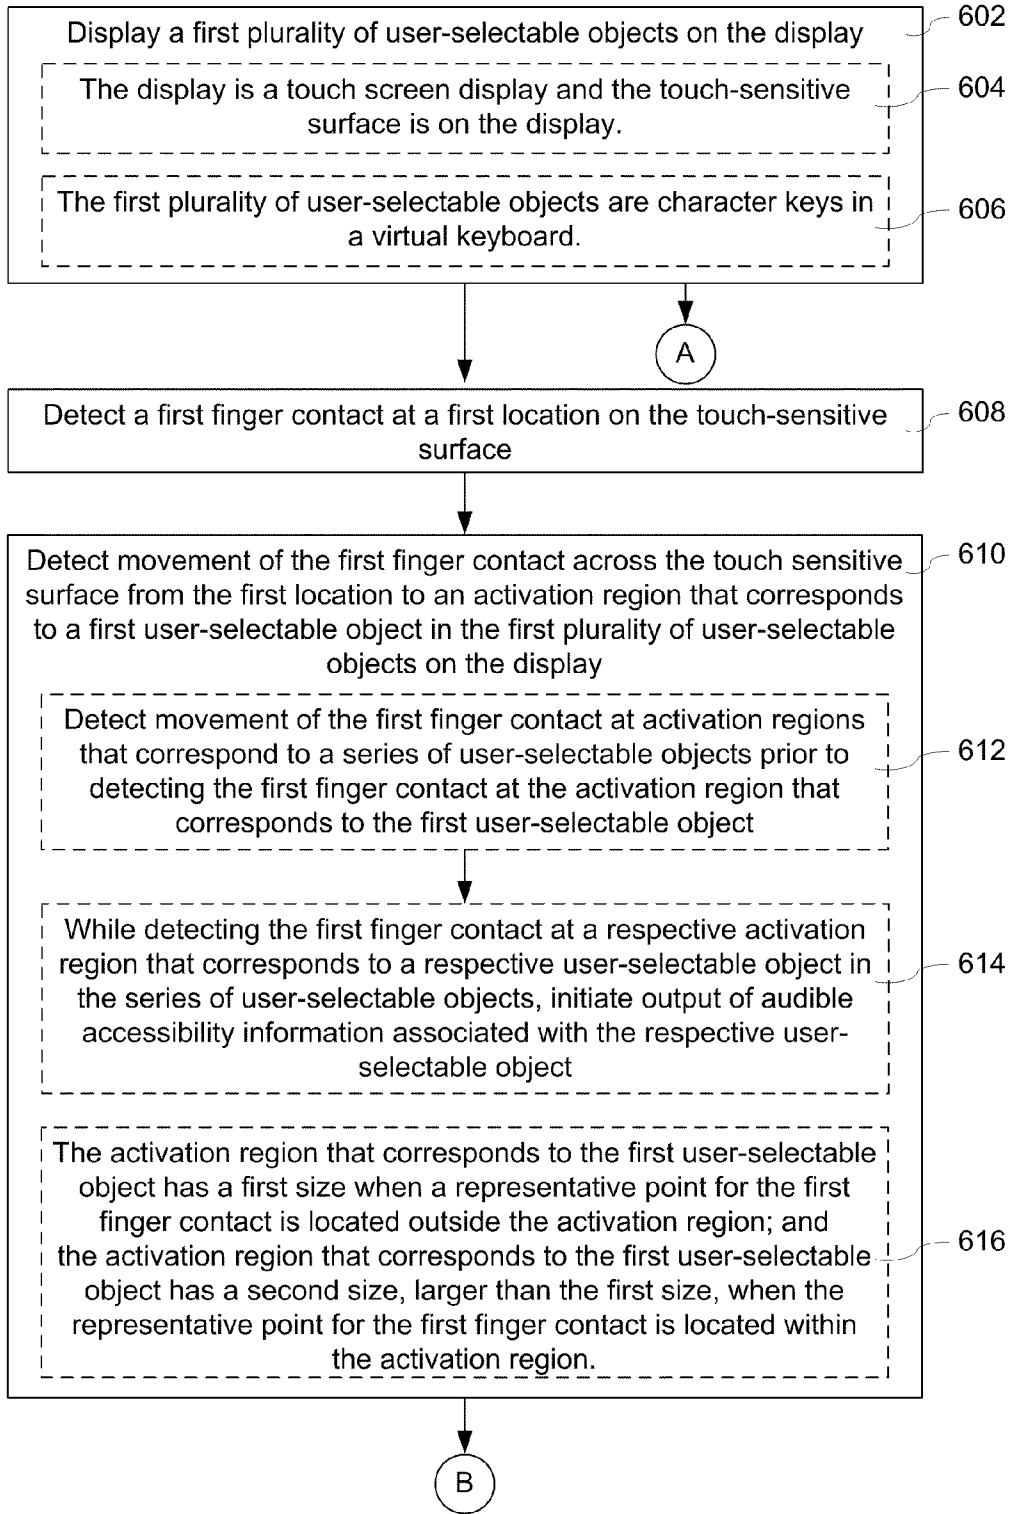 Display a first plurality of user-selectable objects on the display
602
The display is a touch screen display and the touch-sensitive
surface is on the display.
604
The first plurality of user-selectable objects are character keys in
a virtual keyboard.
606
A
Detect a first finger contact at a first location on the touch-sensitive
surface
608
Detect movement of the first finger contact across the touch sensitive
surface from the first location to an activation region that corresponds
to a first user-selectable object in the first plurality of user-selectable
objects on the display
610
Detect movement of the first finger contact at activation regions
that correspond to a series of user-selectable objects prior to
detecting the first finger contact at the activation region that
corresponds to the first user-selectable object
612
While detecting the first finger contact at a respective activation
region that corresponds to a respective user-selectable object in
the series of user-selectable objects, initiate output of audible
accessibility information associated with the respective user-
selectable object
614
The activation region that corresponds to the first user-selectable
object has a first size when a representative point for the first
finger contact is located outside the activation region; and
the activation region that corresponds to the first user-selectable
object has a second size, larger than the first size, when the
representative point for the first finger contact is located within
the activation region.
616
B